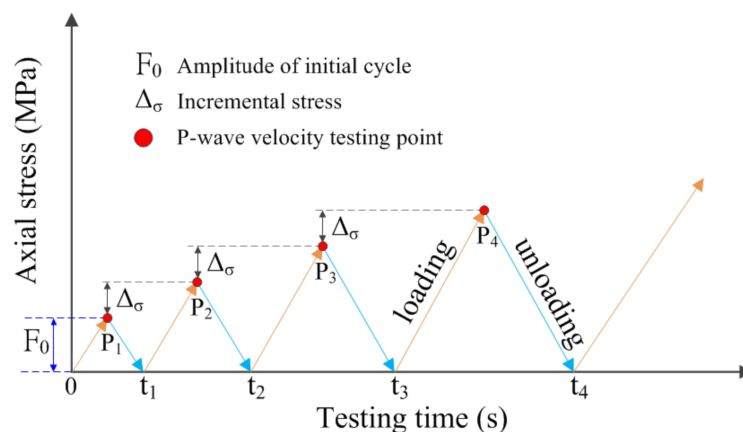 F₀ Amplitude of initial cycle
Δσ Incremental stress
P-wave velocity testing point
Axial stress (MPa)
Δσ
Δσ
Δσ
F₀
P₁
P₂
P₃
P₄
loading
unloading
0
t₁
t₂
t₃
t₄
Testing time (s)